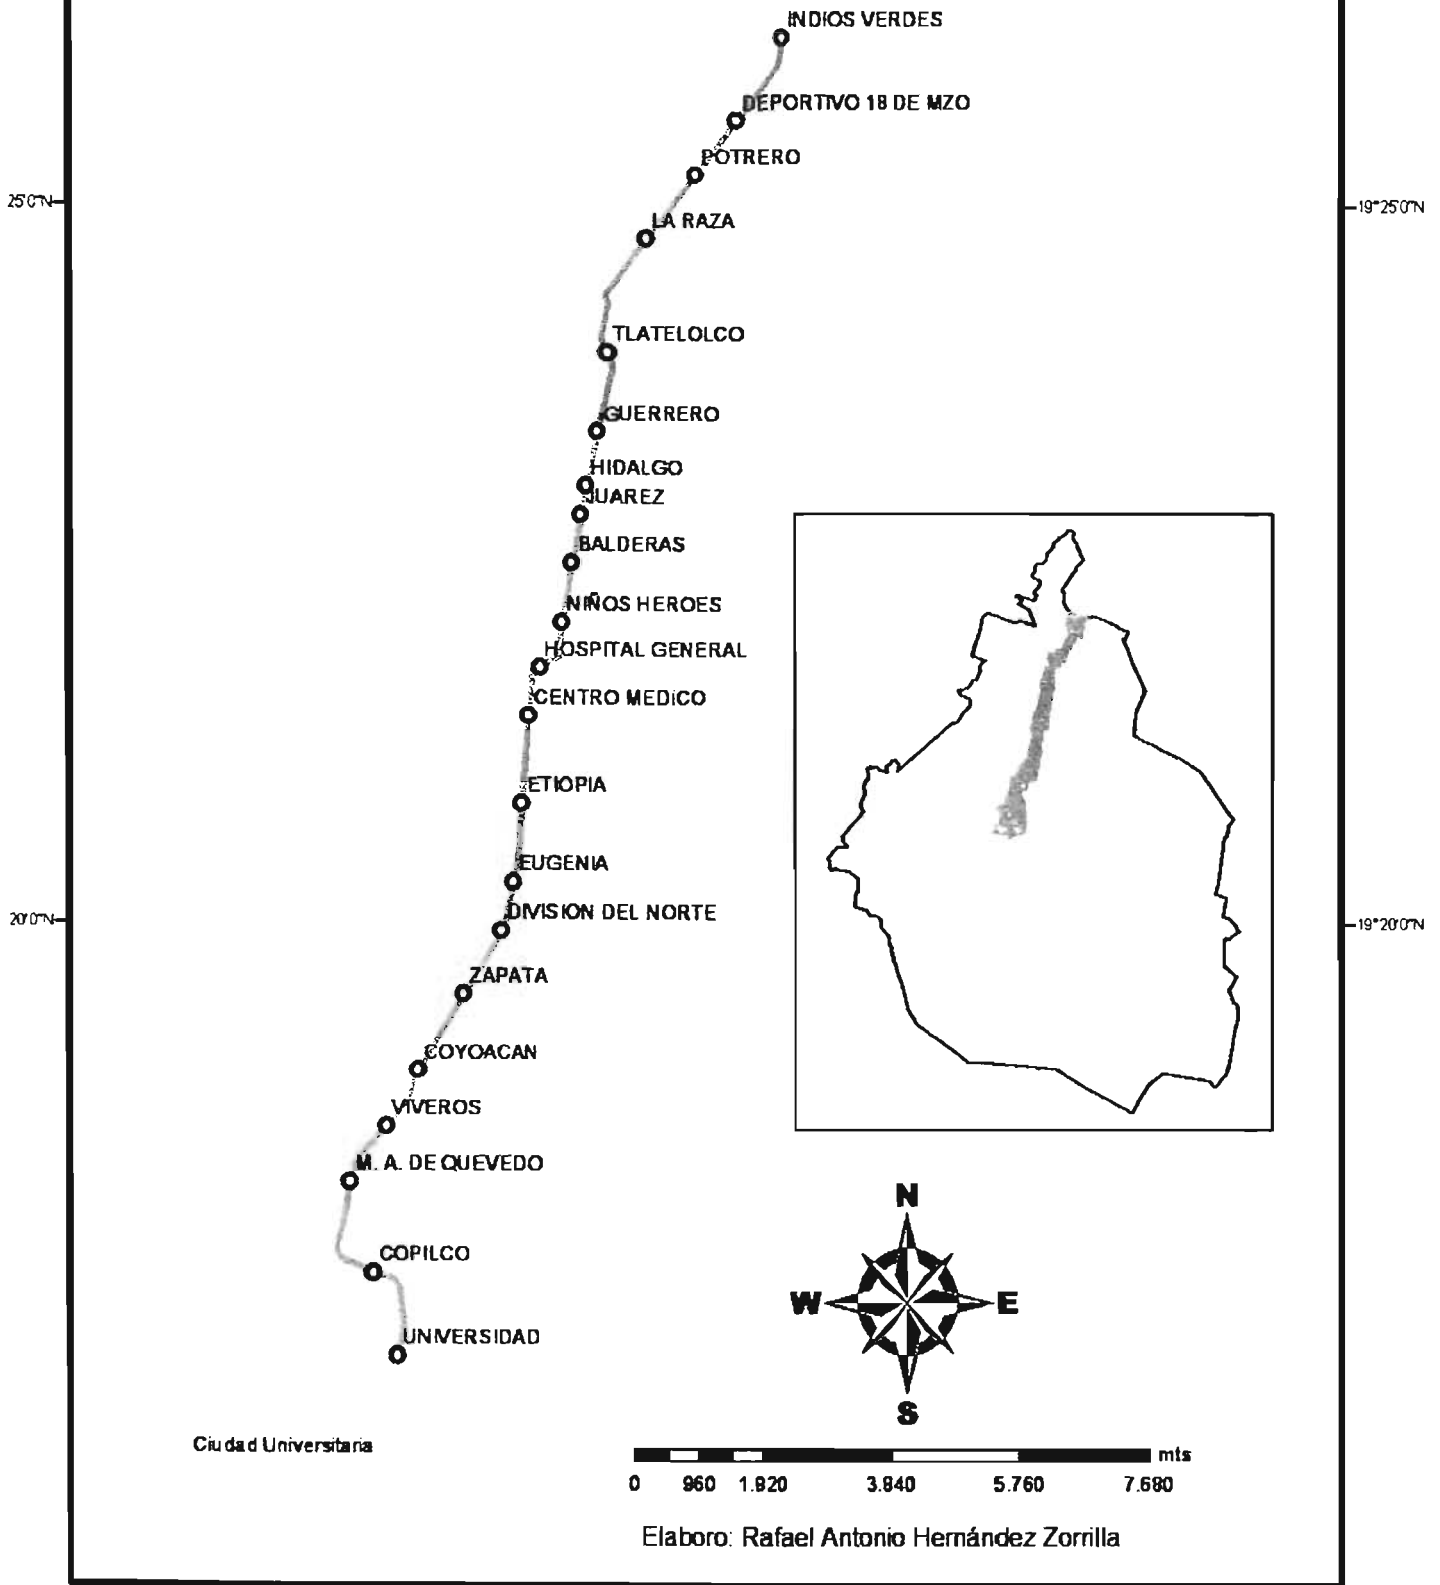 INDIOS VERDES
DEPORTIVO 18 DE MZO
POTRERO
25'0"N
19°25'0"N
LA RAZA
TLATELOLCO
GUERRERO
HIDALGO
JUAREZ
BALDERAS
NIÑOS HEROES
HOSPITAL GENERAL
CENTRO MEDICO
ETIOPIA
EUGENIA
DIVISION DEL NORTE
20'0"N
19°20'0"N
ZAPATA
COYOACAN
VIVEROS
M. A. DE QUEVEDO
COPILCO
UNIVERSIDAD
N
W E
S
Ciudad Universitaria
mts
0 960 1.920 3.840 5.760 7.680
Elaboro: Rafael Antonio Hernández Zorrilla